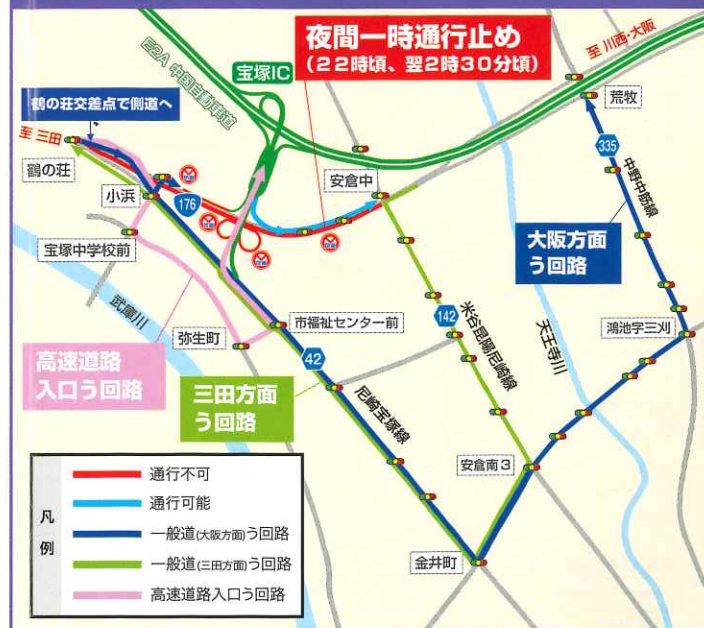 夜間一時通行止め
(22時頃、翌2時30分頃)
至 川西・大阪
宝塚IC
E2A 中国自動車道
荒牧
鶴の荘交差点で側道へ
至 三田
335
鶴の荘
安倉中
中野中筋線
小浜
176
宝塚中学校前
大阪方面
う回路
武庫川
142
米谷昆陽尼崎線
天王寺川
市福祉センター前
鴻池字三刈
弥生町
高速道路
入口う回路
42
三田方面
う回路
尼崎宝塚線
安倉南3
金井町
凡例
通行不可
通行可能
一般道(大阪方面)う回路
一般道(三田方面)う回路
高速道路入口う回路